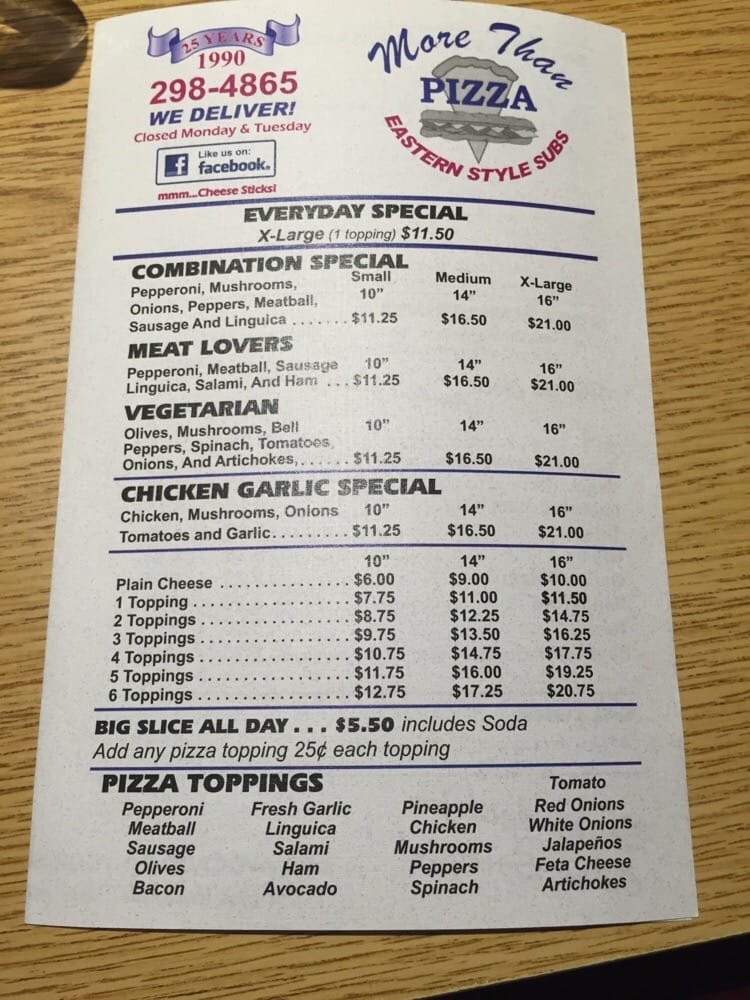 25 YEARS
1990
298-4865
WE DELIVER!
Closed Monday & Tuesday
Like us on:
facebook.
mmm...Cheese Sticks!
More Than
PIZZA
EASTERN STYLE SUBS
EVERYDAY SPECIAL
X-Large (1 topping) $11.50
COMBINATION SPECIAL
Small Medium X-Large
Pepperoni, Mushrooms, 10" 14" 16"
Onions, Peppers, Meatball,
Sausage And Linguica ....... $11.25 $16.50 $21.00
MEAT LOVERS
Pepperoni, Meatball, Sausage 10" 14" 16"
Linguica, Salami, And Ham ... $11.25 $16.50 $21.00
VEGETARIAN
Olives, Mushrooms, Bell 10" 14" 16"
Peppers, Spinach, Tomatoes,
Onions, And Artichokes,...... $11.25 $16.50 $21.00
CHICKEN GARLIC SPECIAL
Chicken, Mushrooms, Onions 10" 14" 16"
Tomatoes and Garlic......... $11.25 $16.50 $21.00
10" 14" 16"
Plain Cheese ............... $6.00 $9.00 $10.00
1 Topping .................. $7.75 $11.00 $11.50
2 Toppings ................. $8.75 $12.25 $14.75
3 Toppings ................. $9.75 $13.50 $16.25
4 Toppings ................. $10.75 $14.75 $17.75
5 Toppings ................. $11.75 $16.00 $19.25
6 Toppings ................. $12.75 $17.25 $20.75
BIG SLICE ALL DAY ... $5.50 includes Soda
Add any pizza topping 25¢ each topping
PIZZA TOPPINGS Tomato
Pepperoni Fresh Garlic Pineapple Red Onions
Meatball Linguica Chicken White Onions
Sausage Salami Mushrooms Jalapeños
Olives Ham Peppers Feta Cheese
Bacon Avocado Spinach Artichokes